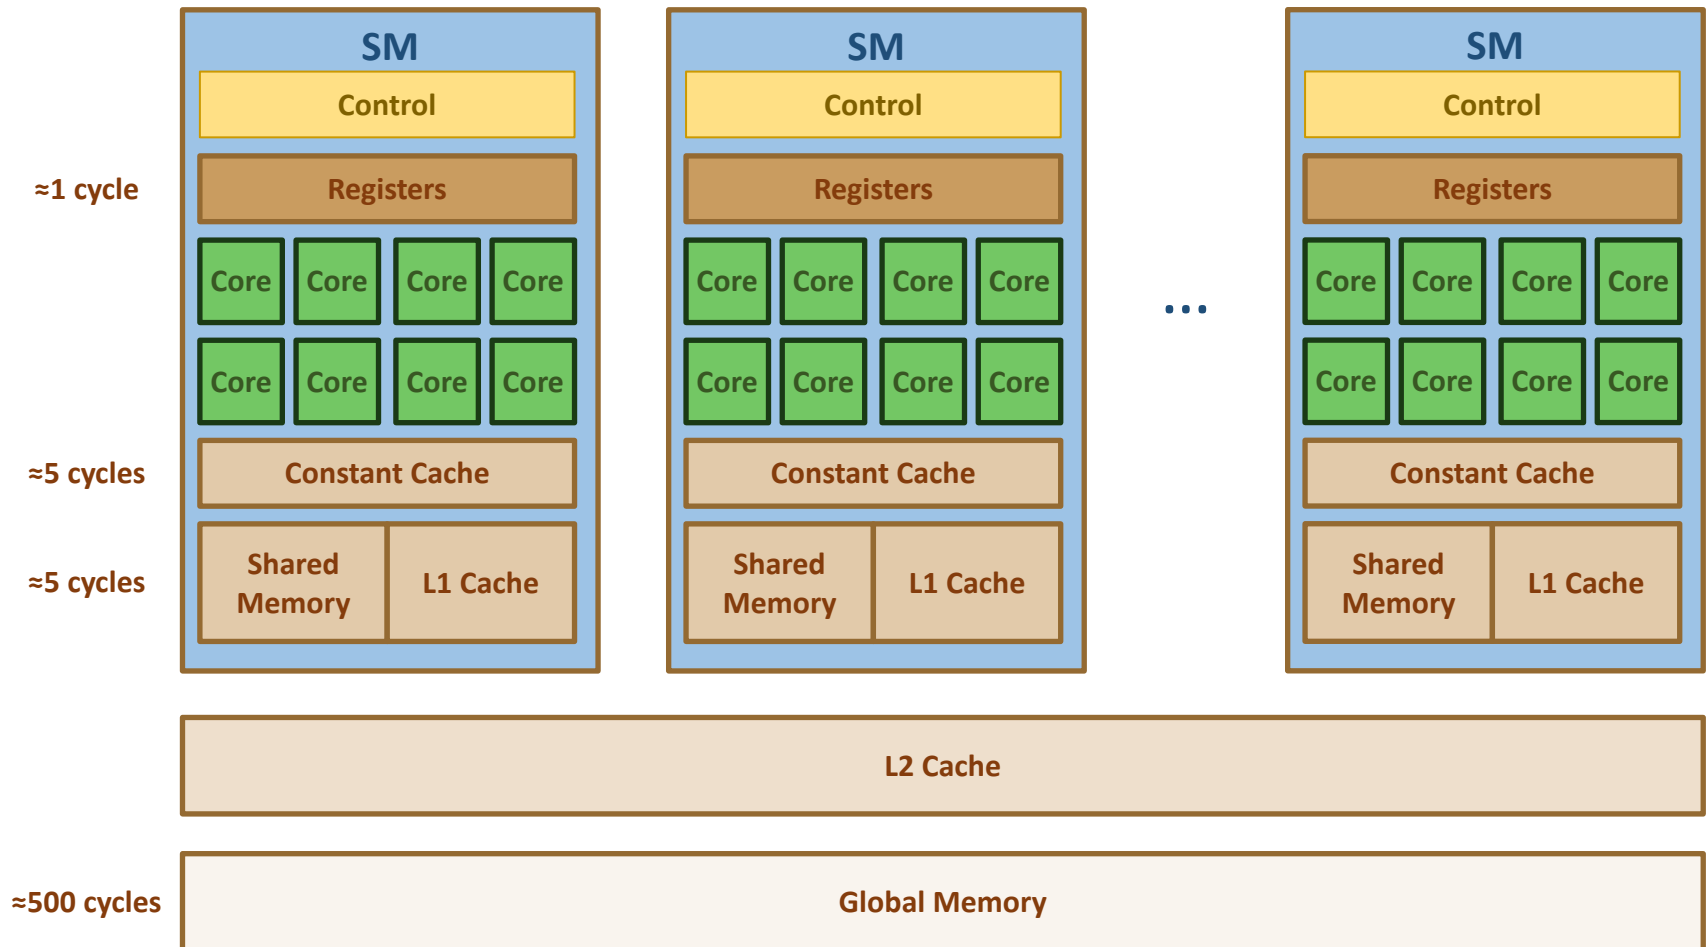 SM SM SM
Control Control Control
≈1 cycle Registers Registers Registers
Core Core Core Core Core Core Core Core ... Core Core Core Core
Core Core Core Core Core Core Core Core Core Core Core Core
≈5 cycles Constant Cache Constant Cache Constant Cache
≈5 cycles Shared Memory L1 Cache Shared Memory L1 Cache Shared Memory L1 Cache
L2 Cache
≈500 cycles Global Memory